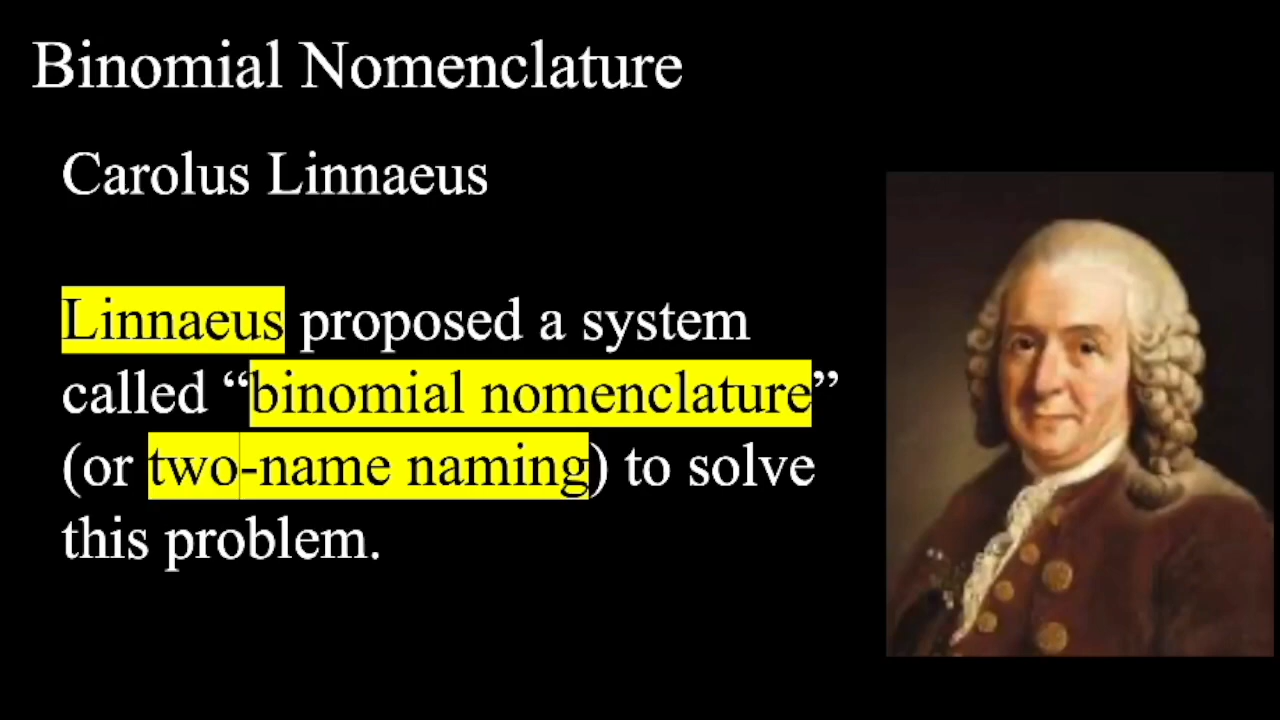 Binomial Nomenclature
Carolus Linnaeus
Linnaeus proposed a system
called “binomial nomenclature”
(or two-name naming) to solve
this problem.